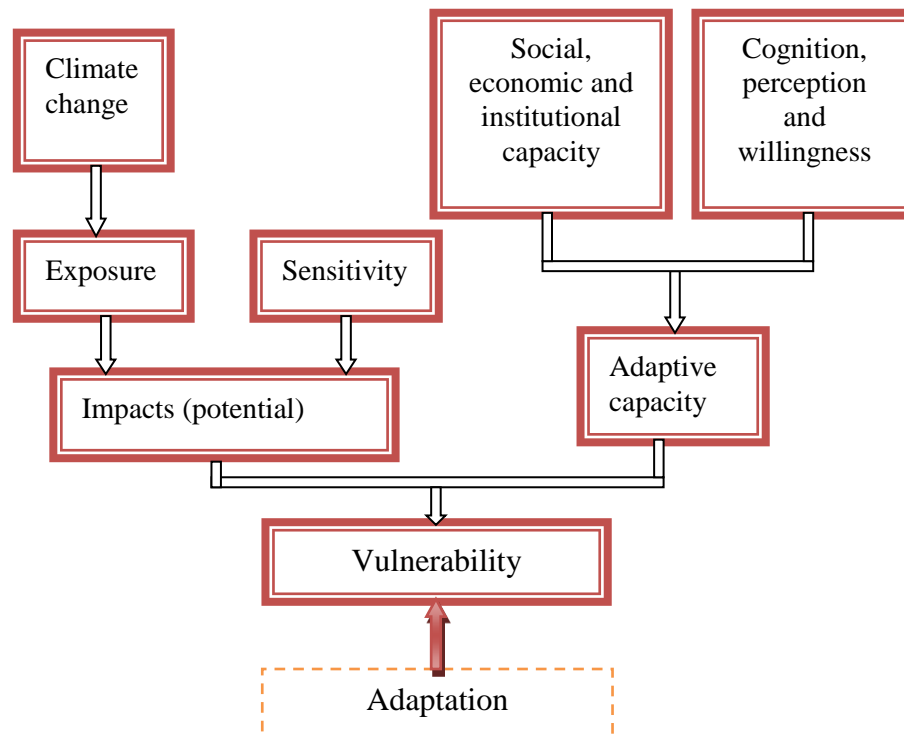 Climate
change
Social,
economic and
institutional
capacity
Cognition,
perception
and
willingness
Exposure
Sensitivity
Impacts (potential)
Adaptive
capacity
Vulnerability
Adaptation